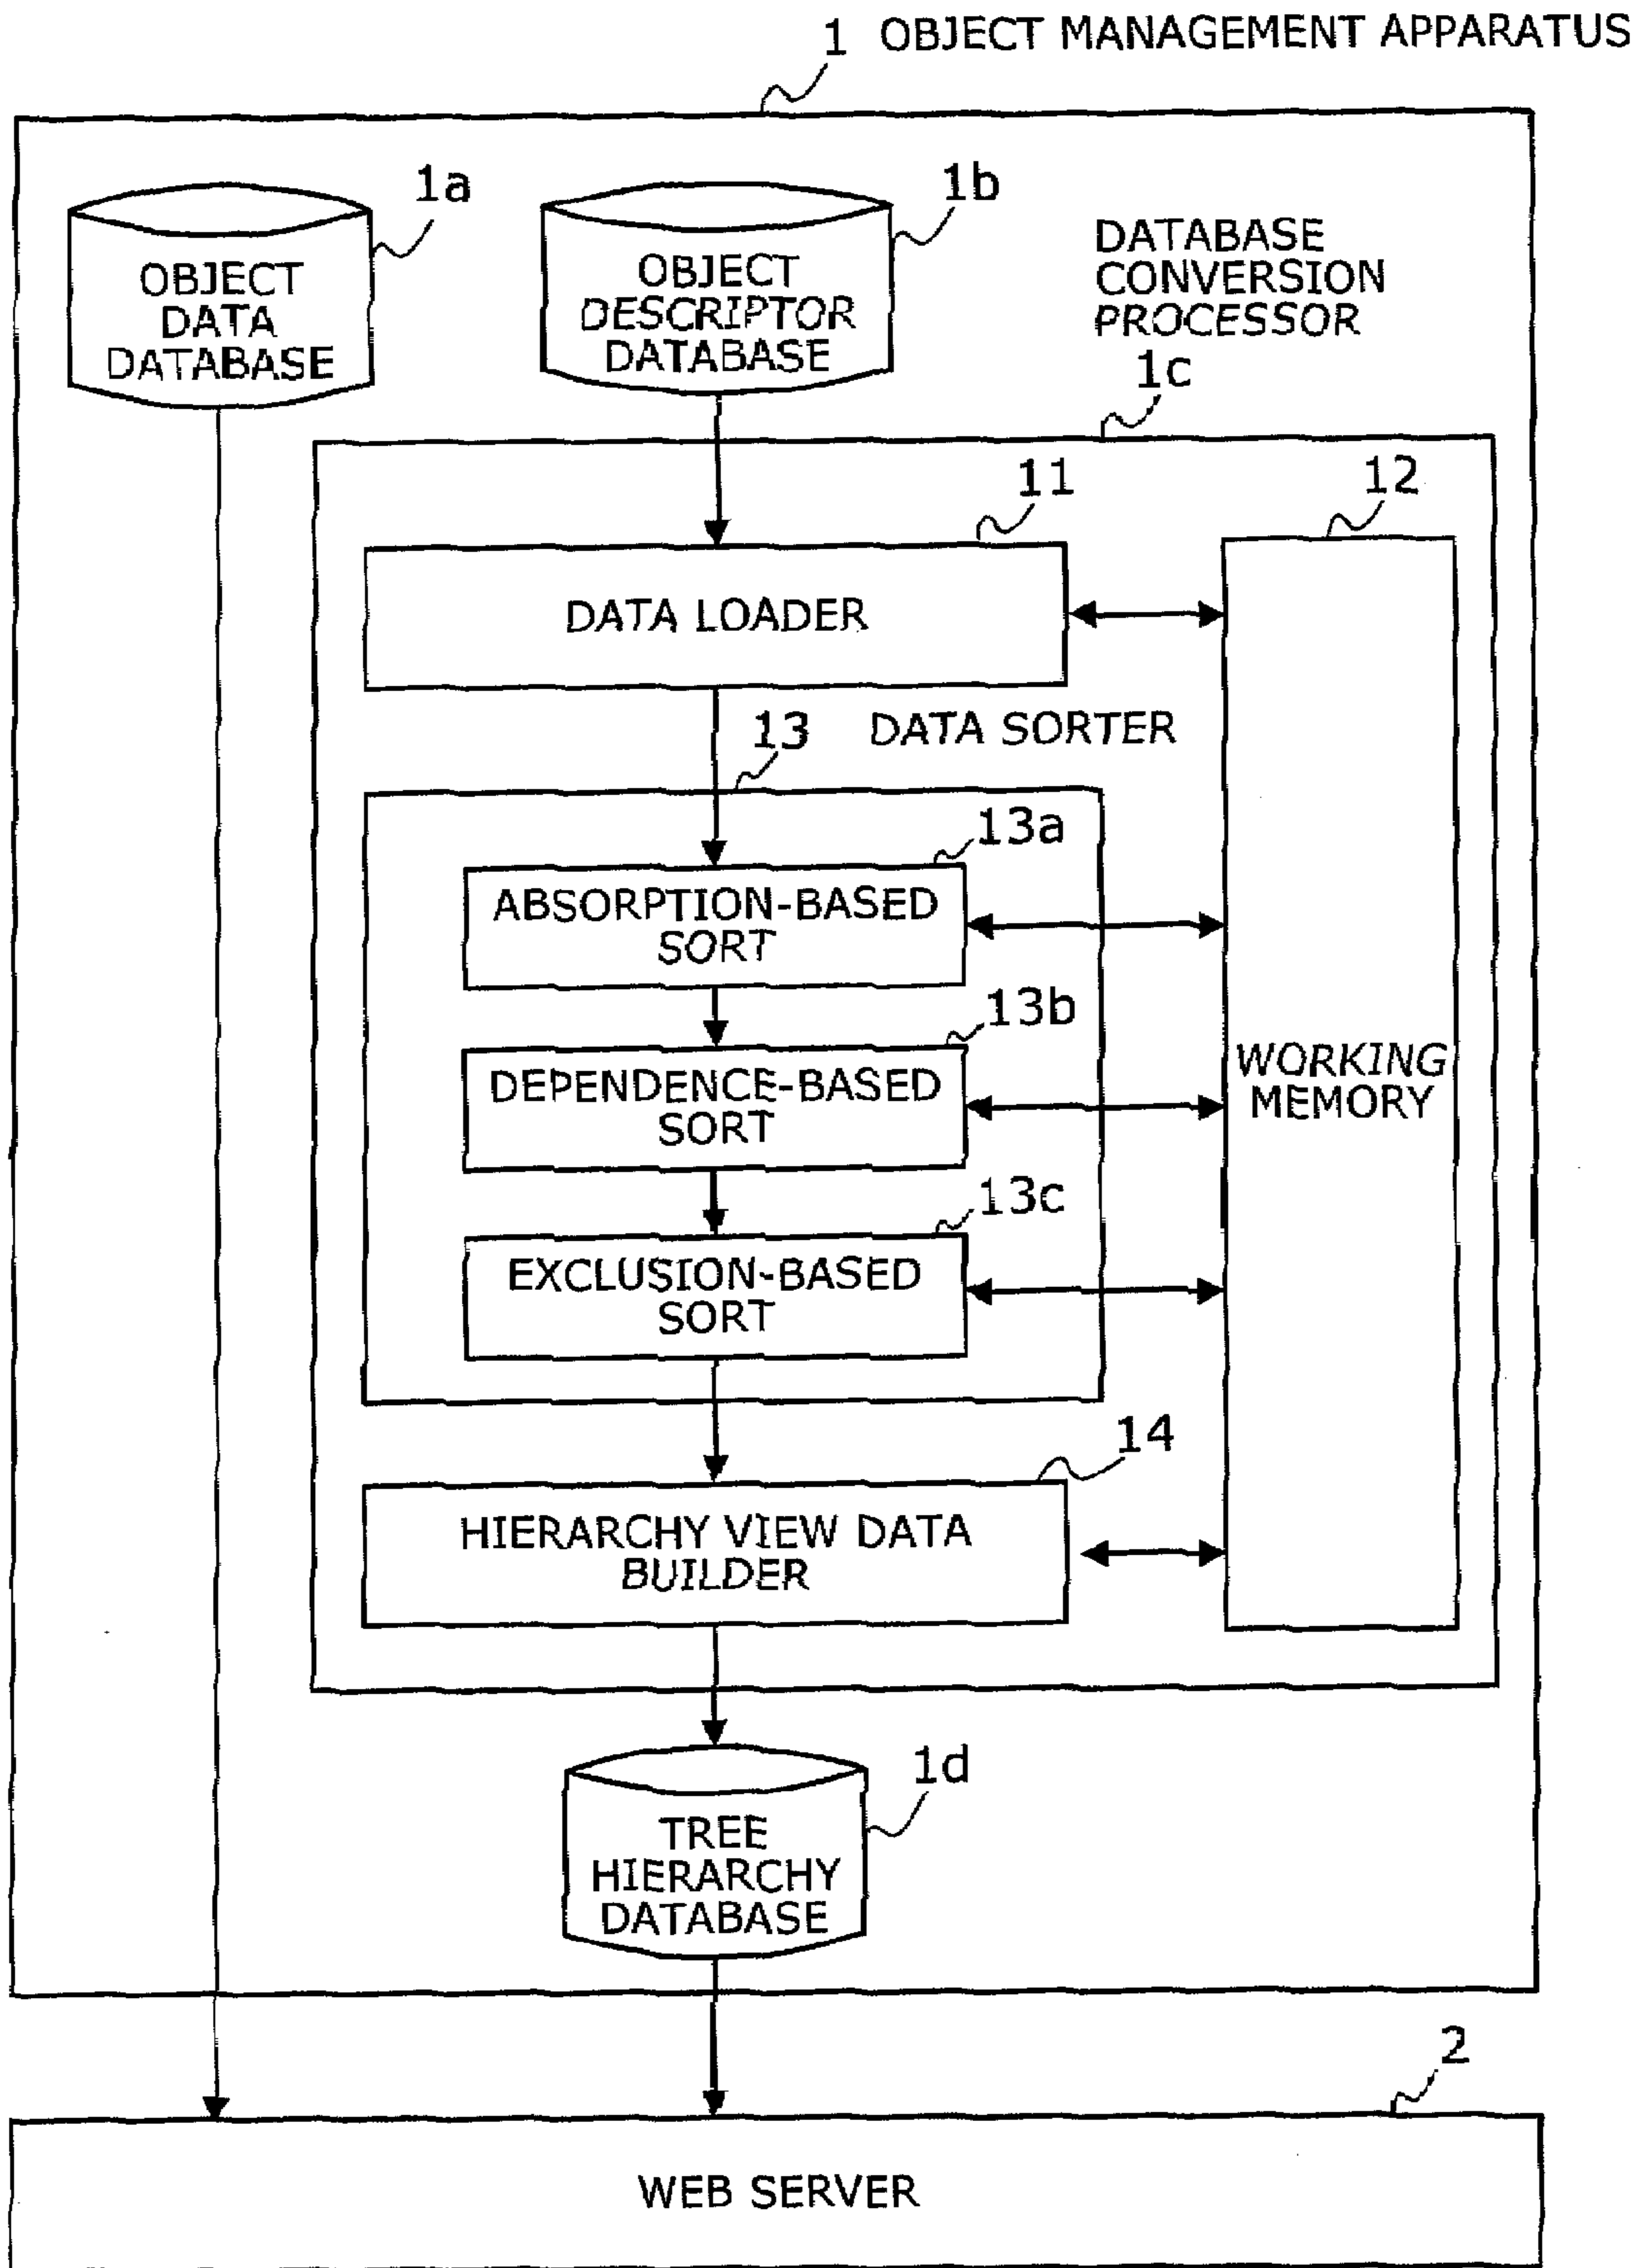 1 OBJECT MANAGEMENT APPARATUS
1a
OBJECT
DATA
DATABASE
1b
OBJECT
DESCRIPTOR
DATABASE
DATABASE
CONVERSION
PROCESSOR
1c
11
DATA LOADER
12
WORKING
MEMORY
13 DATA SORTER
13a
ABSORPTION-BASED
SORT
13b
DEPENDENCE-BASED
SORT
13c
EXCLUSION-BASED
SORT
14
HIERARCHY VIEW DATA
BUILDER
1d
TREE
HIERARCHY
DATABASE
2
WEB SERVER